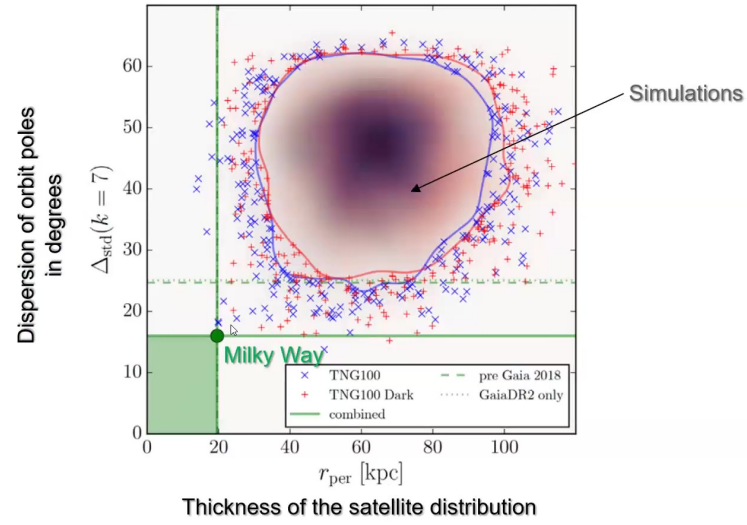 60
50
40
30
20
10
0
Dispersion of orbit poles
in degrees
Δstd(k = 7)
Simulations
Milky Way
× TNG100
+ TNG100 Dark
combined
pre Gaia 2018
GaiaDR2 only
0 20 40 60 80 100
rper [kpc]
Thickness of the satellite distribution